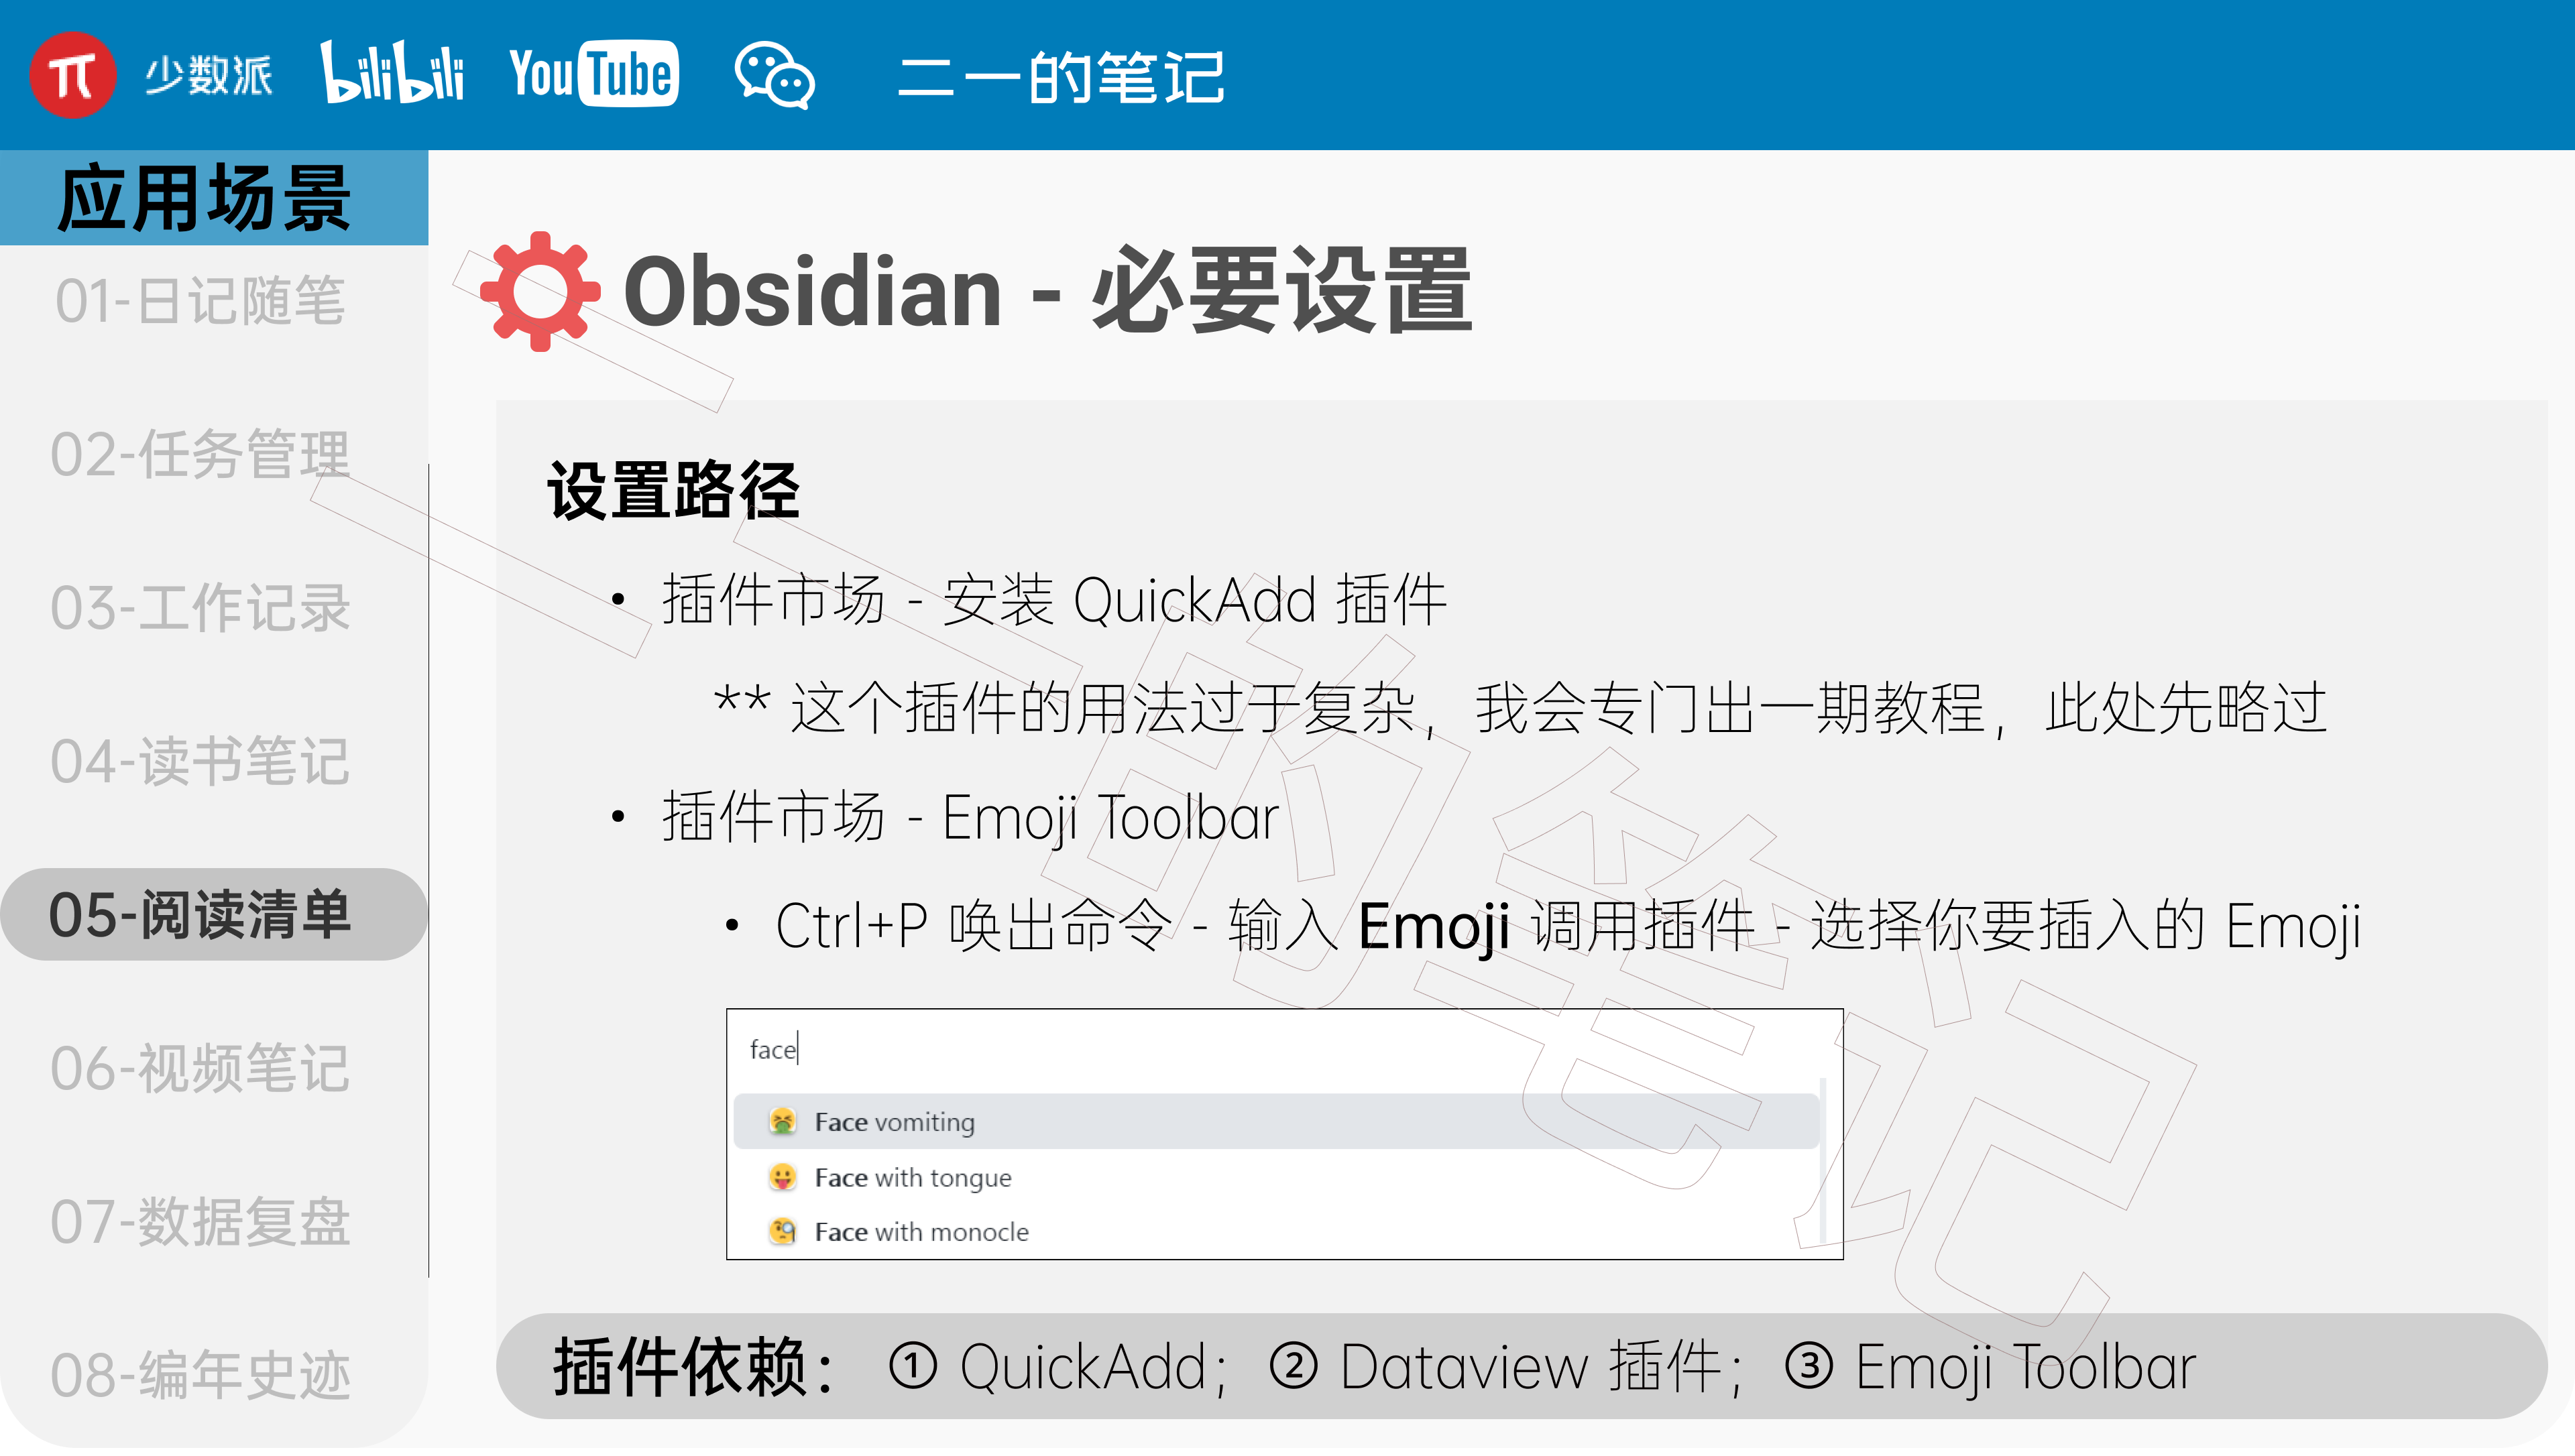 少数派 bilibili YouTube 二一的笔记
应用场景
01-日记随笔
02-任务管理
03-工作记录
04-读书笔记
05-阅读清单
06-视频笔记
07-数据复盘
08-编年史迹
Obsidian - 必要设置
设置路径
• 插件市场 - 安装 QuickAdd 插件
** 这个插件的用法过于复杂，我会专门出一期教程，此处先略过
• 插件市场 - Emoji Toolbar
• Ctrl+P 唤出命令 - 输入 Emoji 调用插件 - 选择你要插入的 Emoji
face
Face vomiting
Face with tongue
Face with monocle
插件依赖： ① QuickAdd；② Dataview 插件；③ Emoji Toolbar
二一的笔记